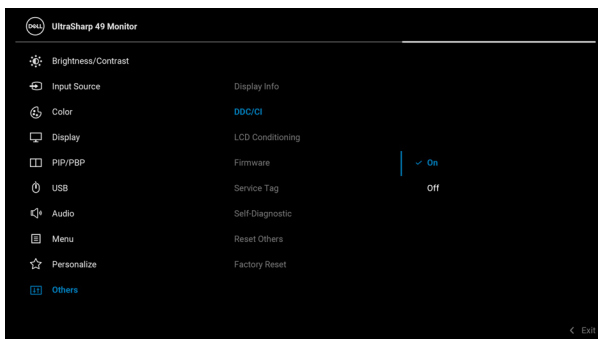 DELL UltraSharp 49 Monitor
Brightness/Contrast
Input Source
Color
Display
PIP/PBP
USB
Audio
Menu
Personalize
Others
Display Info
DDC/CI
LCD Conditioning
Firmware
Service Tag
Self-Diagnostic
Reset Others
Factory Reset
On
Off
Exit